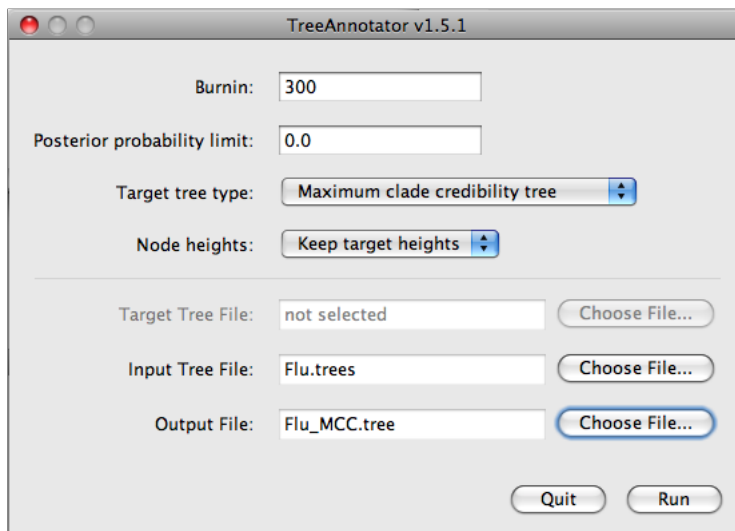 TreeAnnotator v1.5.1
Burnin: 300
Posterior probability limit: 0.0
Target tree type: Maximum clade credibility tree
Node heights: Keep target heights
Target Tree File: not selected Choose File...
Input Tree File: Flu.trees Choose File...
Output File: Flu_MCC.tree Choose File...
Quit Run